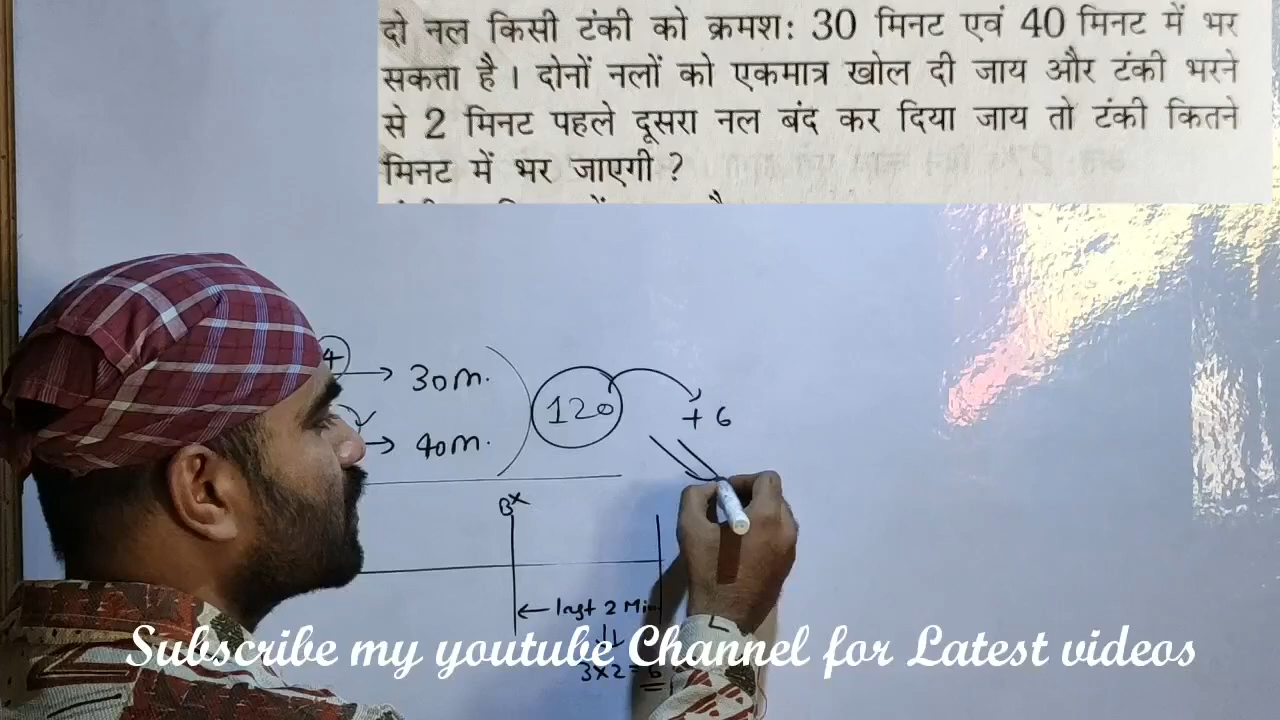 दो नल किसी टंकी को क्रमश: 30 मिनट एवं 40 मिनट में भर
सकता है । दोनों नलों को एकमात्र खोल दी जाय और टंकी भरने
से 2 मिनट पहले दूसरा नल बंद कर दिया जाय तो टंकी कितने
मिनट में भर जाएगी ?
4 → 30m.
120
+ 6
→ 40m.
B×
← last 2 Min
3×2=6
Subscribe my youtube Channel for Latest videos